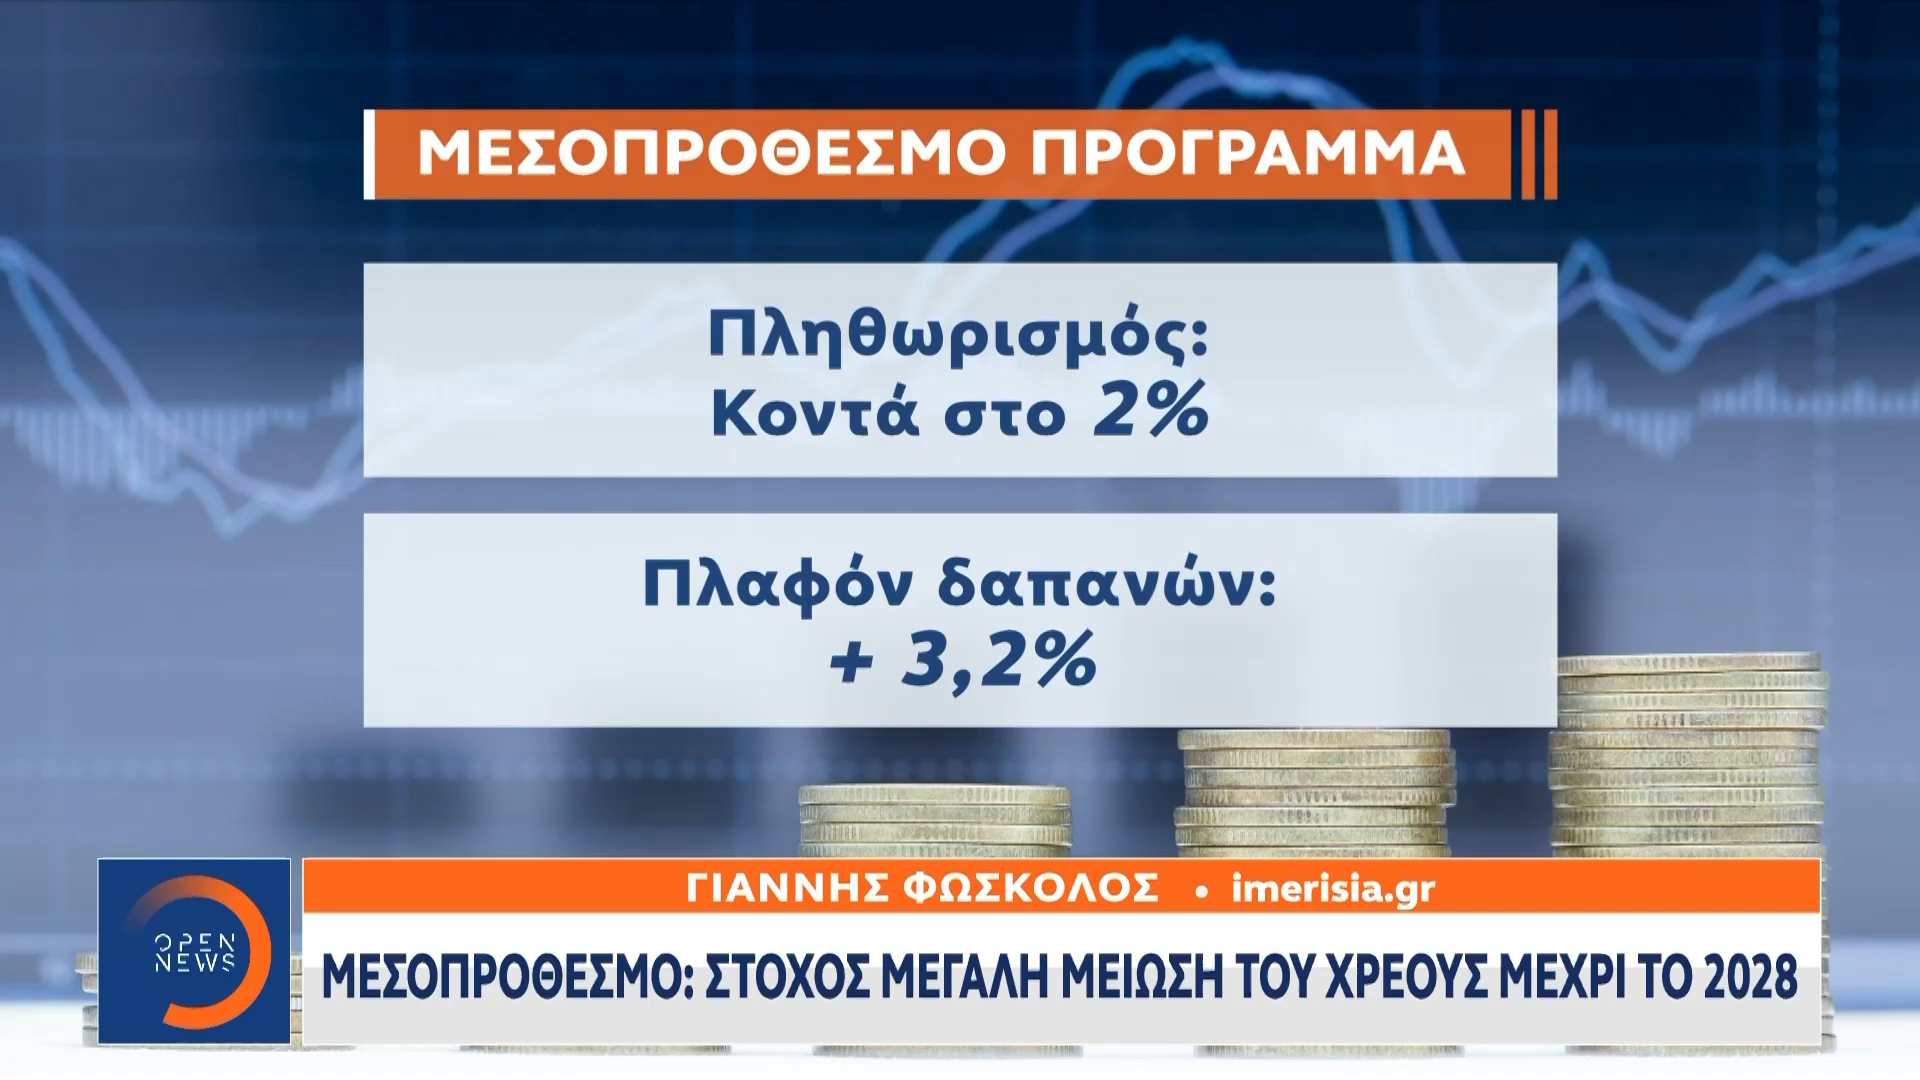 ΜΕΣΟΠΡΟΘΕΣΜΟ ΠΡΟΓΡΑΜΜΑ
Πληθωρισμός:
Κοντά στο 2%
Πλαφόν δαπανών:
+ 3,2%
ΓΙΑΝΝΗΣ ΦΩΣΚΟΛΟΣ • imerisia.gr
OPEN
NEWS
ΜΕΣΟΠΡΟΘΕΣΜΟ: ΣΤΟΧΟΣ ΜΕΓΑΛΗ ΜΕΙΩΣΗ ΤΟΥ ΧΡΕΟΥΣ ΜΕΧΡΙ ΤΟ 2028